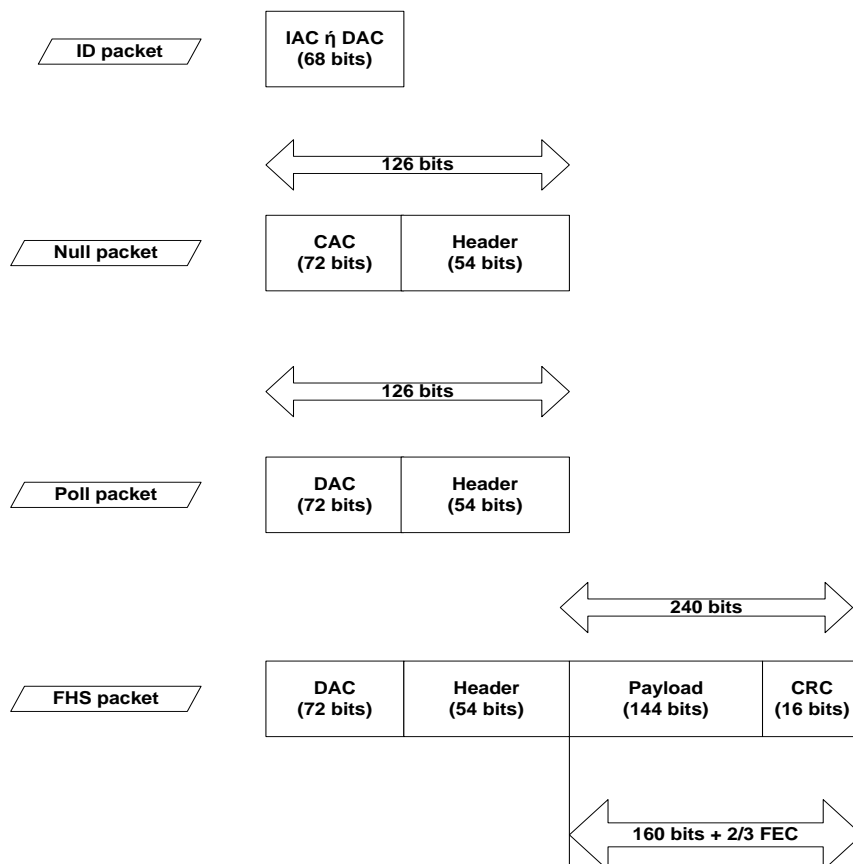 ID packet
IAC ή DAC
(68 bits)
126 bits
Null packet
CAC
(72 bits)
Header
(54 bits)
126 bits
Poll packet
DAC
(72 bits)
Header
(54 bits)
240 bits
FHS packet
DAC
(72 bits)
Header
(54 bits)
Payload
(144 bits)
CRC
(16 bits)
160 bits + 2/3 FEC